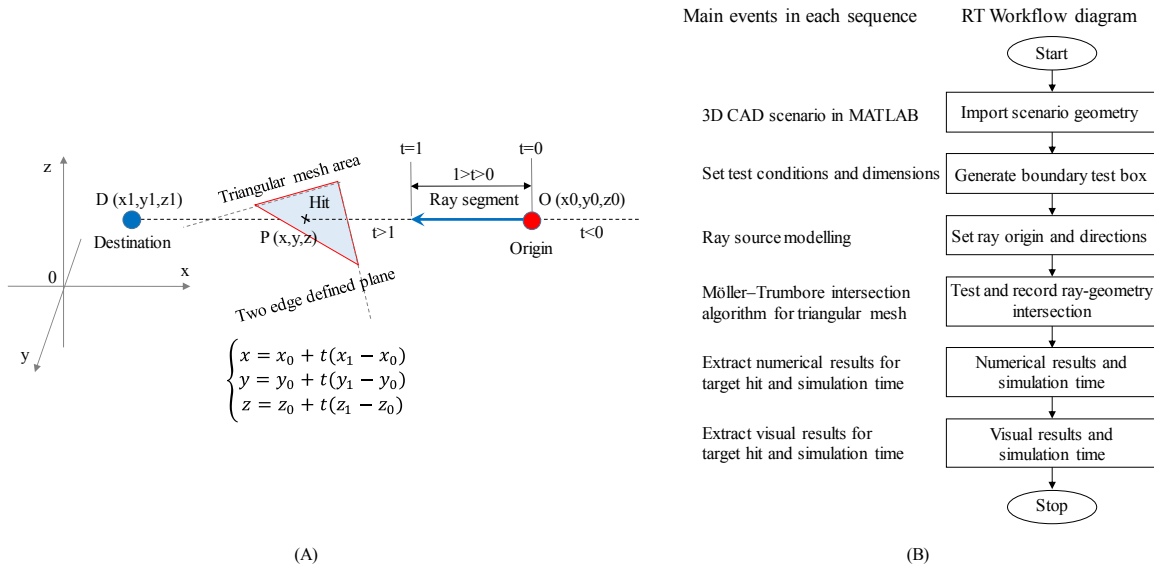 z
x
y
0
D (x1,y1,z1)
Destination
Triangular mesh area
Hit
P (x,y,z)
Two edge defined plane
t=1
t=0
1>t>0
Ray segment
t>1
O (x0,y0,z0)
Origin
t<0
x = x₀ + t(x₁ − x₀)
y = y₀ + t(y₁ − y₀)
z = z₀ + t(z₁ − z₀)
(A)
Main events in each sequence
RT Workflow diagram
Start
3D CAD scenario in MATLAB
Import scenario geometry
Set test conditions and dimensions
Generate boundary test box
Ray source modelling
Set ray origin and directions
Möller–Trumbore intersection
algorithm for triangular mesh
Test and record ray-geometry
intersection
Extract numerical results for
target hit and simulation time
Numerical results and
simulation time
Extract visual results for
target hit and simulation time
Visual results and
simulation time
Stop
(B)